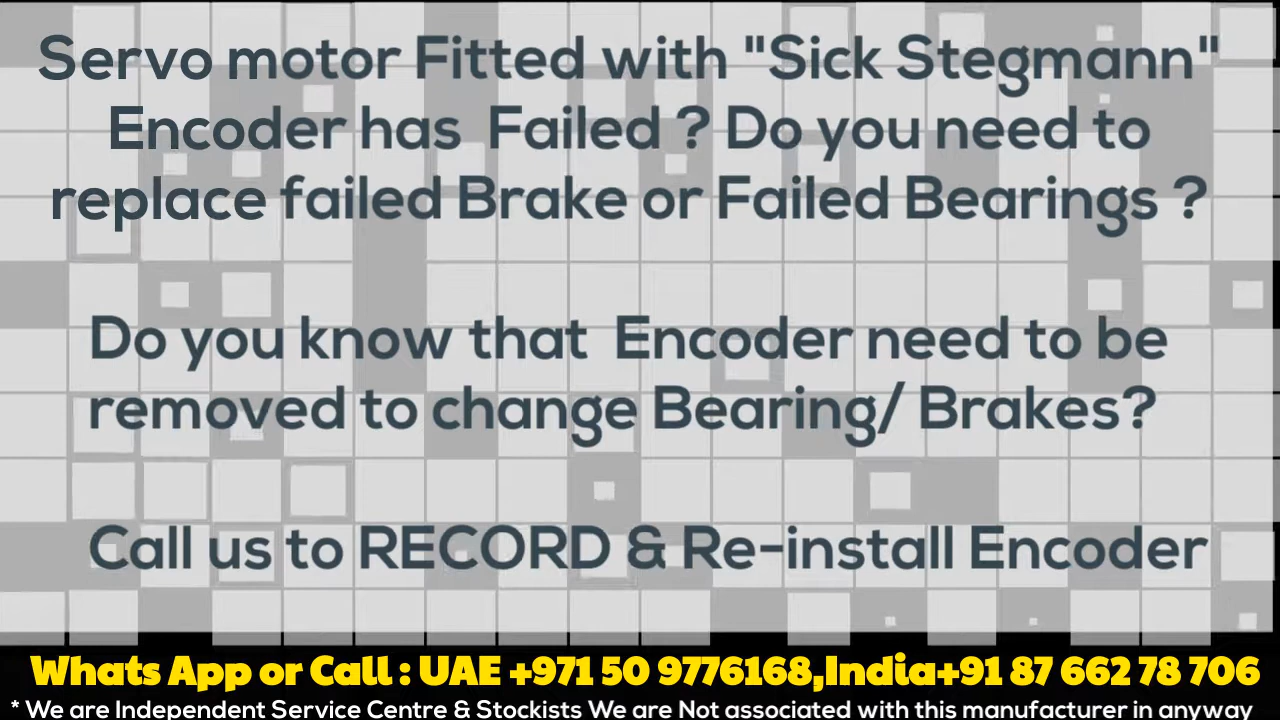 Servo motor Fitted with "Sick Stegmann"
Encoder has Failed ? Do you need to
replace failed Brake or Failed Bearings ?
Do you know that Encoder need to be
removed to change Bearing/ Brakes?
Call us to RECORD & Re-install Encoder
Whats App or Call : UAE +971 50 9776168,India+91 87 662 78 706
* We are Independent Service Centre & Stockists We are Not associated with this manufacturer in anyway